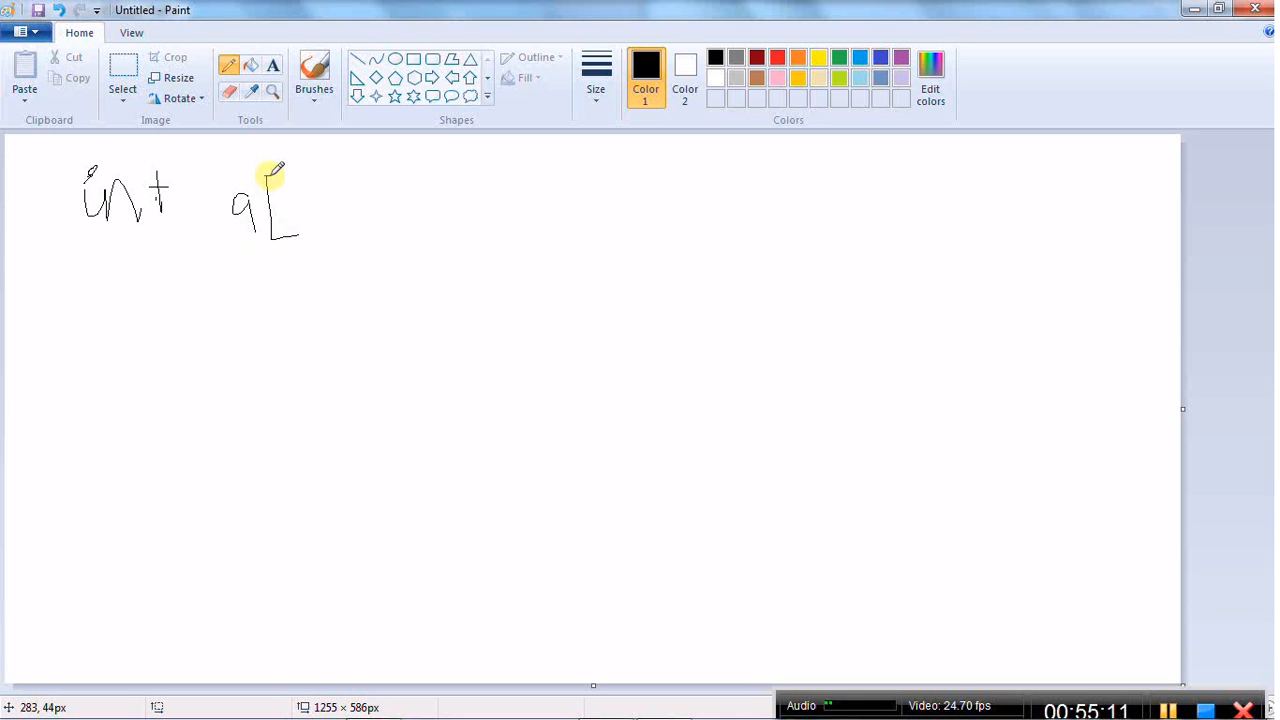 Untitled - Paint
Home View
Paste
Cut
Copy
Clipboard
Select
Crop
Resize
Rotate
Image
Tools
Brushes
Outline
Fill
Shapes
Size
Color 1
Color 2
Edit colors
Colors
int a[
283, 44px
1255 × 586px
Audio
Video: 24.70 fps
00:55:11